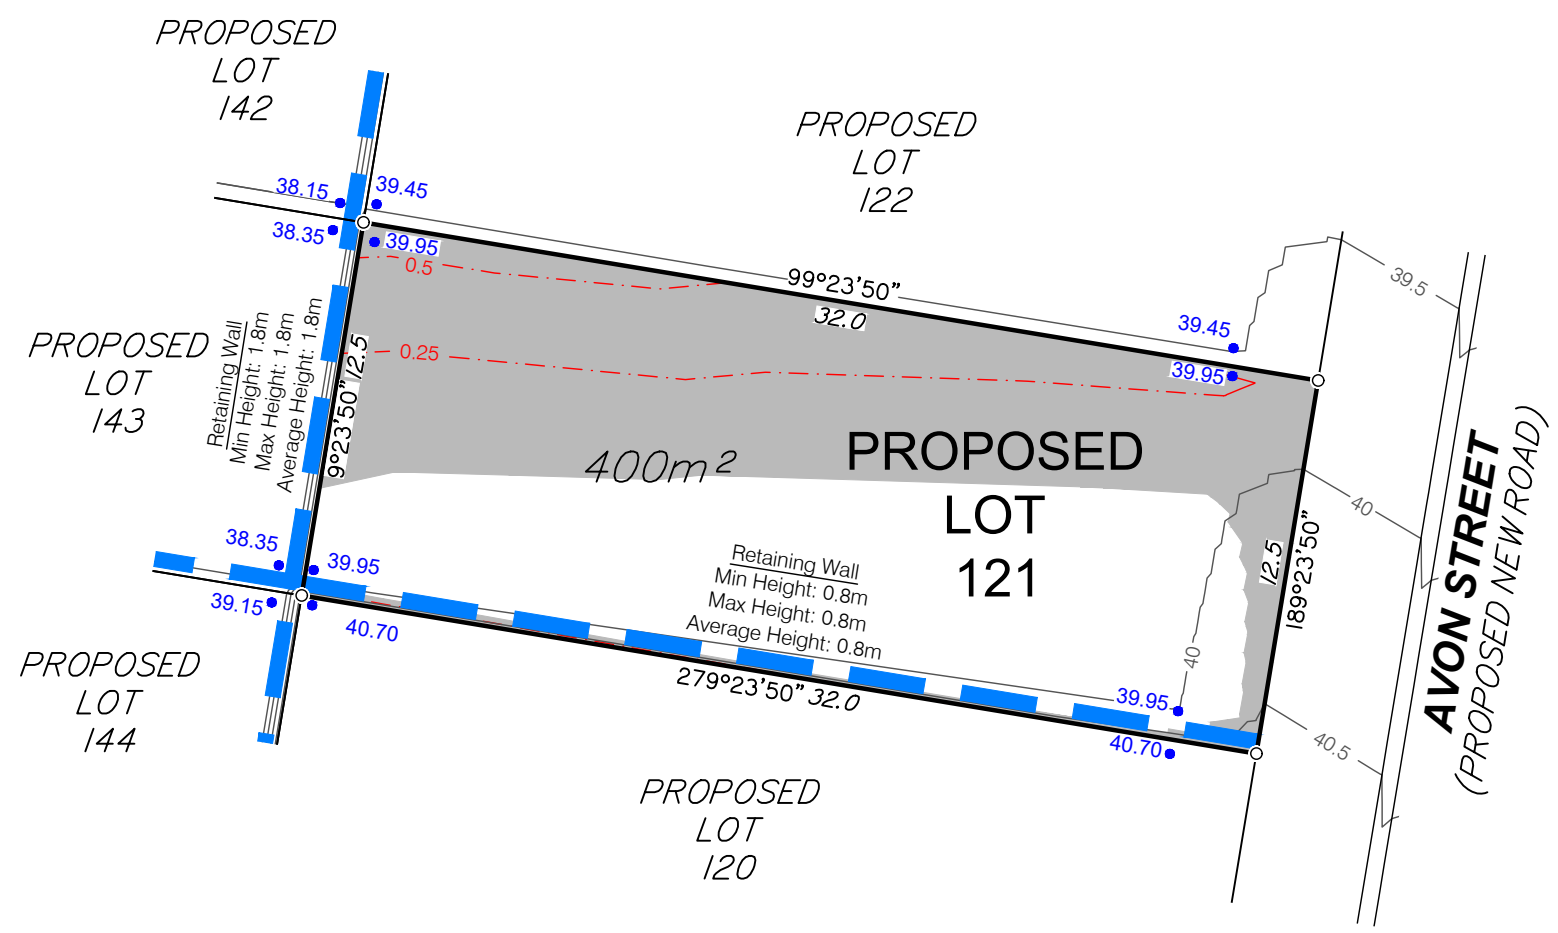 PROPOSED
LOT
142
PROPOSED
LOT
122
38.15
39.45
38.35
39.95
0.5
99°23'50"
32.0
39.5
39.45
39.95
PROPOSED
LOT
143
Retaining Wall
Min Height: 1.8m
Max Height: 1.8m
Average Height: 1.8m
9°23'50"
12.5
0.25
400m²
PROPOSED
LOT
121
40
12.5
189°23'50"
AVON STREET
(PROPOSED NEW ROAD)
38.35
39.95
39.15
40.70
Retaining Wall
Min Height: 0.8m
Max Height: 0.8m
Average Height: 0.8m
279°23'50" 32.0
40
39.95
40.70
40.5
PROPOSED
LOT
144
PROPOSED
LOT
120